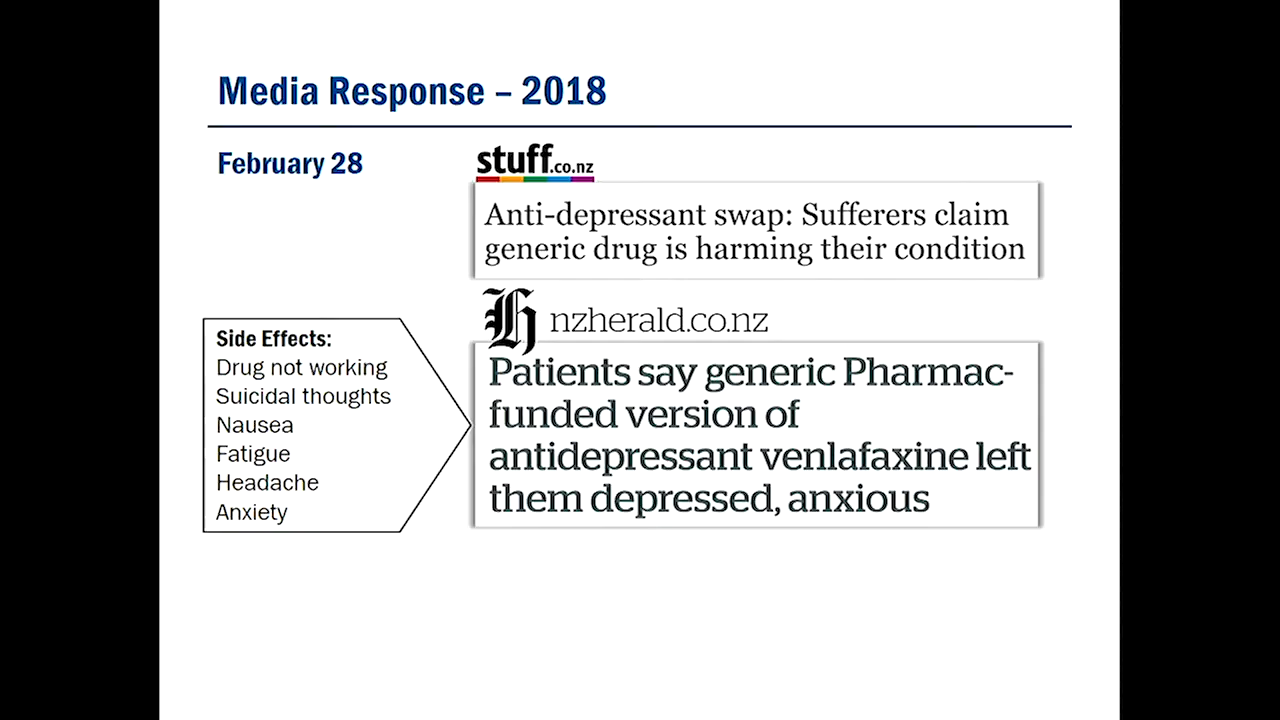 Media Response – 2018
February 28
stuff.co.nz
Anti-depressant swap: Sufferers claim
generic drug is harming their condition
nzherald.co.nz
Patients say generic Pharmac-
funded version of
antidepressant venlafaxine left
them depressed, anxious
Side Effects:
Drug not working
Suicidal thoughts
Nausea
Fatigue
Headache
Anxiety